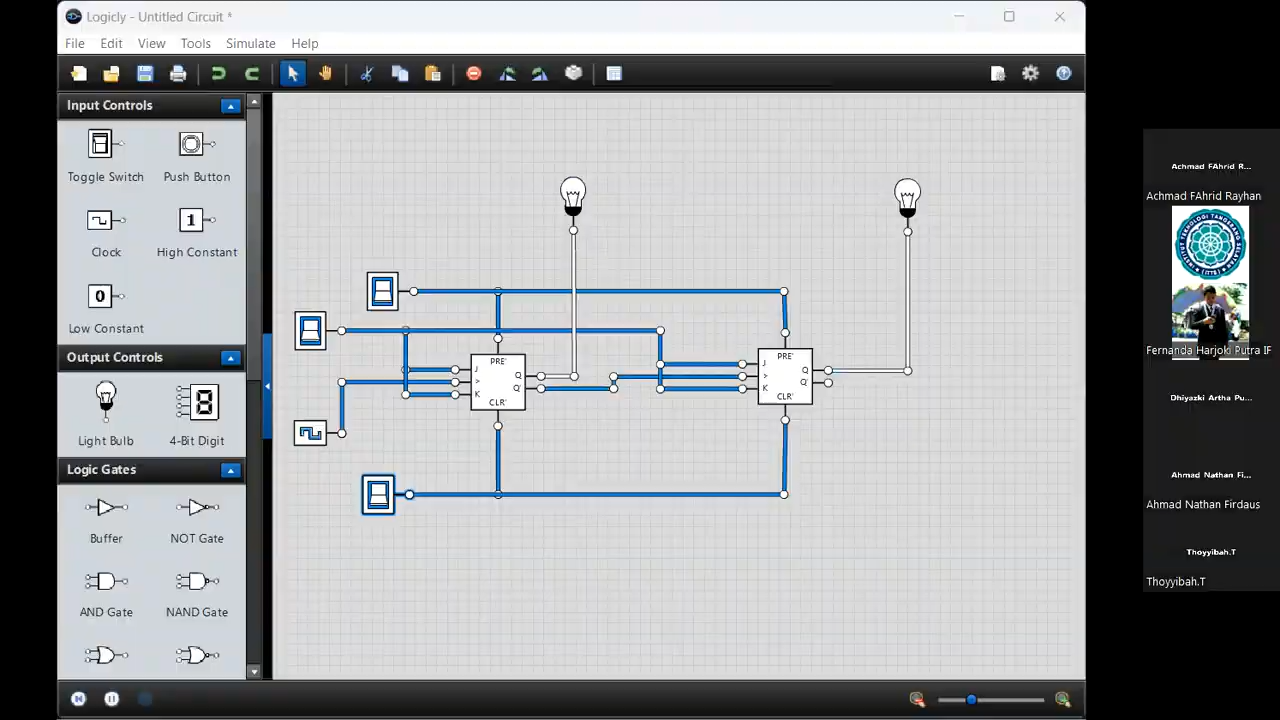 Logicly - Untitled Circuit *
File Edit View Tools Simulate Help
Input Controls
Toggle Switch Push Button
Clock High Constant
1
0
Low Constant
Output Controls
Light Bulb 4-Bit Digit
Logic Gates
Buffer NOT Gate
AND Gate NAND Gate
PRE'
J Q
> Q'
K
CLR'
PRE'
J Q
> Q'
K
CLR'
Achmad FAhrid R...
Achmad FAhrid Rayhan
Fernanda Harjoki Putra IF
Dhiyazki Artha Pu...
Ahmad Nathan Fi...
Ahmad Nathan Firdaus
Thoyyibah.T
Thoyyibah.T